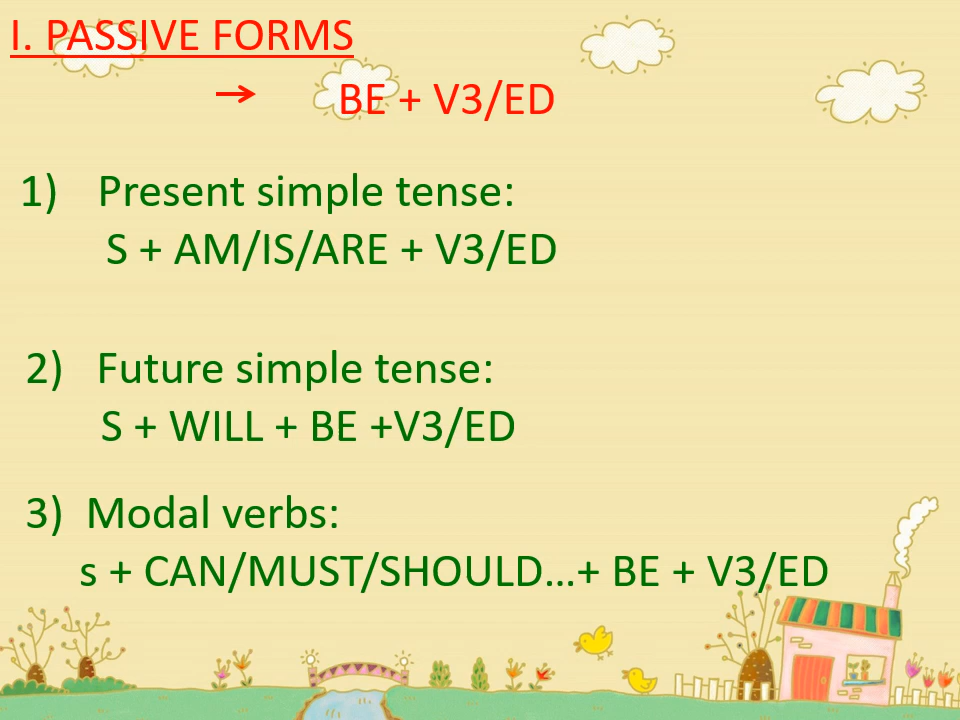 I. PASSIVE FORMS
→ BE + V3/ED
1) Present simple tense:
S + AM/IS/ARE + V3/ED
2) Future simple tense:
S + WILL + BE +V3/ED
3) Modal verbs:
s + CAN/MUST/SHOULD...+ BE + V3/ED